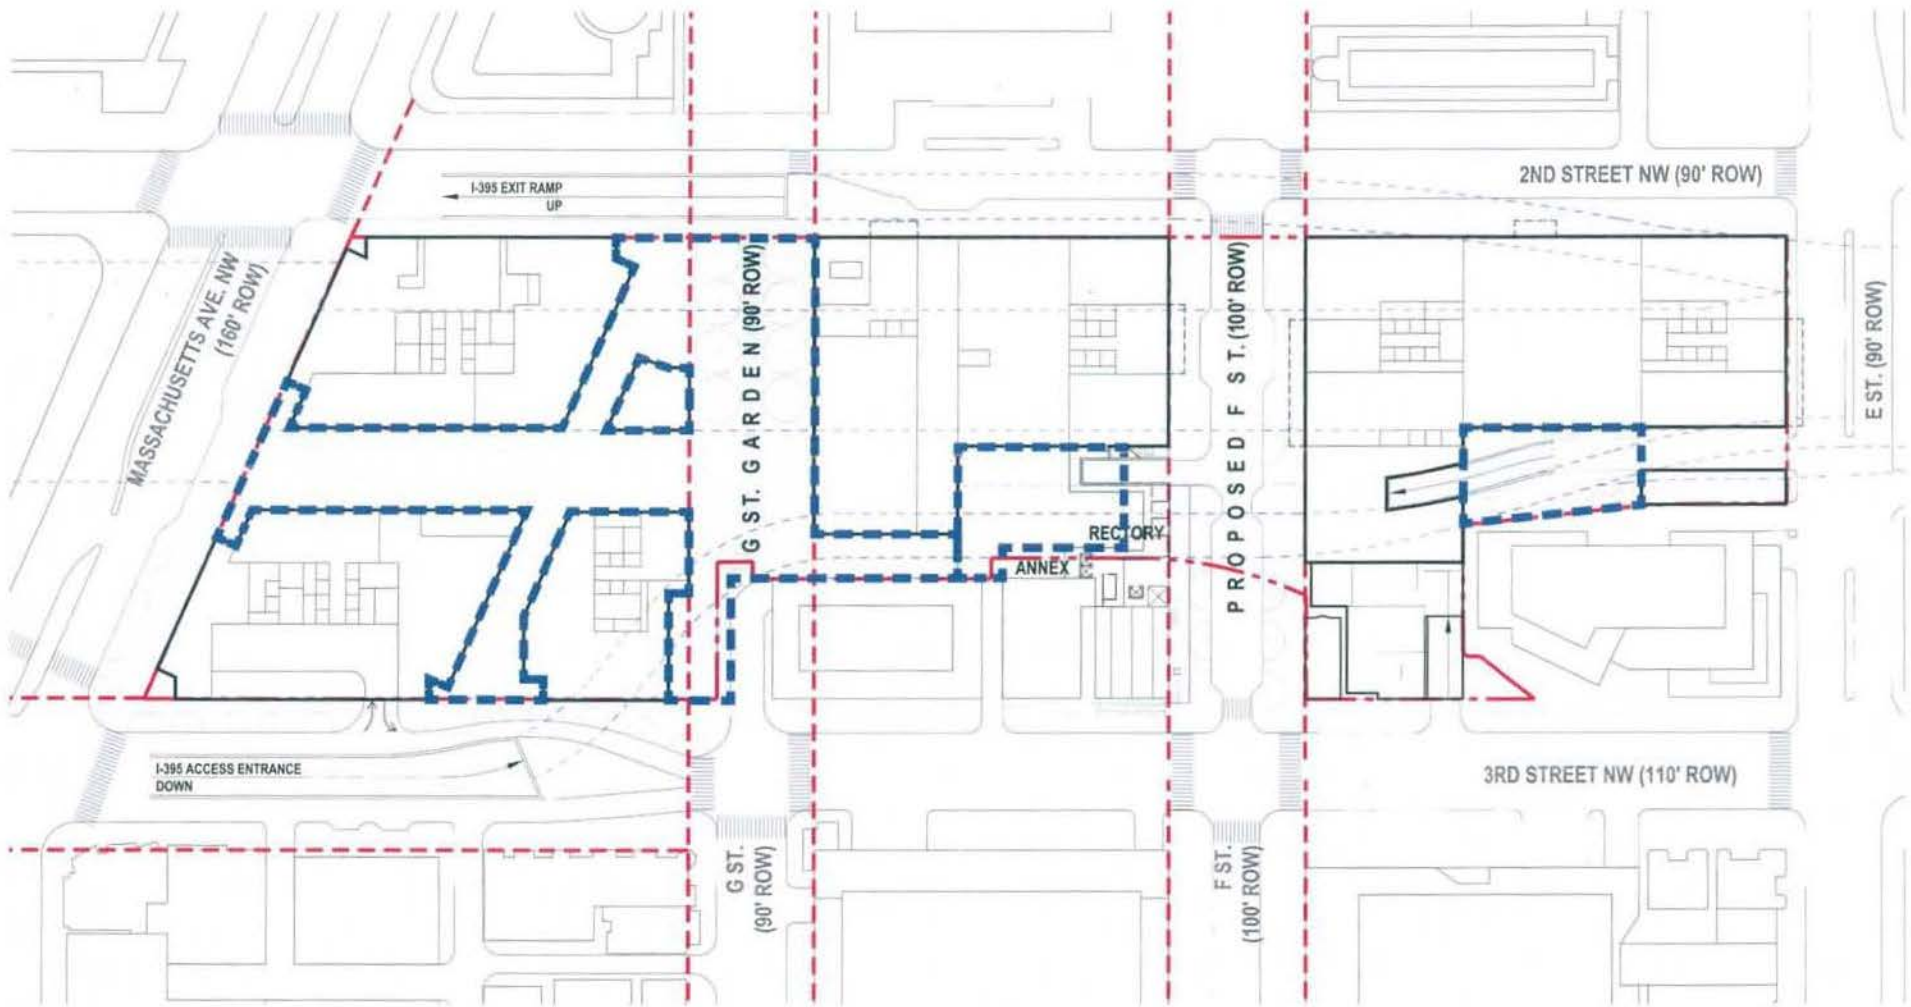 I-395 EXIT RAMP
UP
2ND STREET NW (90' ROW)
MASSACHUSETTS AVE. NW
(160' ROW)
G ST. GARDEN (90' ROW)
PROPOSED F ST. (100' ROW)
E ST. (90' ROW)
RECTORY
ANNEX
I-395 ACCESS ENTRANCE
DOWN
3RD STREET NW (110' ROW)
G ST.
(90' ROW)
F ST.
(100' ROW)